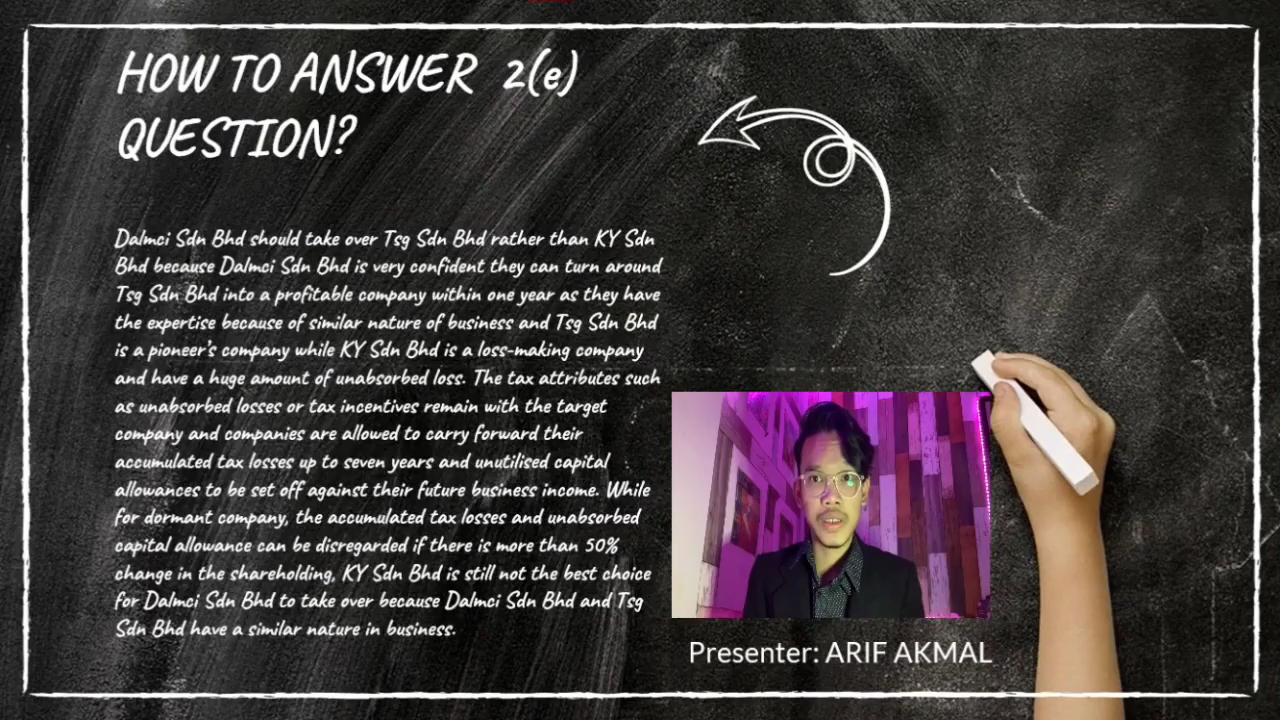 HOW TO ANSWER 2(e)
QUESTION?
Dalmci Sdn Bhd should take over Tsg Sdn Bhd rather than KY Sdn
Bhd because Dalmci Sdn Bhd is very confident they can turn around
Tsg Sdn Bhd into a profitable company within one year as they have
the expertise because of similar nature of business and Tsg Sdn Bhd
is a pioneer's company while KY Sdn Bhd is a loss-making company
and have a huge amount of unabsorbed loss. The tax attributes such
as unabsorbed losses or tax incentives remain with the target
company and companies are allowed to carry forward their
accumulated tax losses up to seven years and unutilised capital
allowances to be set off against their future business income. While
for dormant company, the accumulated tax losses and unabsorbed
capital allowance can be disregarded if there is more than 50%
change in the shareholding, KY Sdn Bhd is still not the best choice
for Dalmci Sdn Bhd to take over because Dalmci Sdn Bhd and Tsg
Sdn Bhd have a similar nature in business.
Presenter: ARIF AKMAL